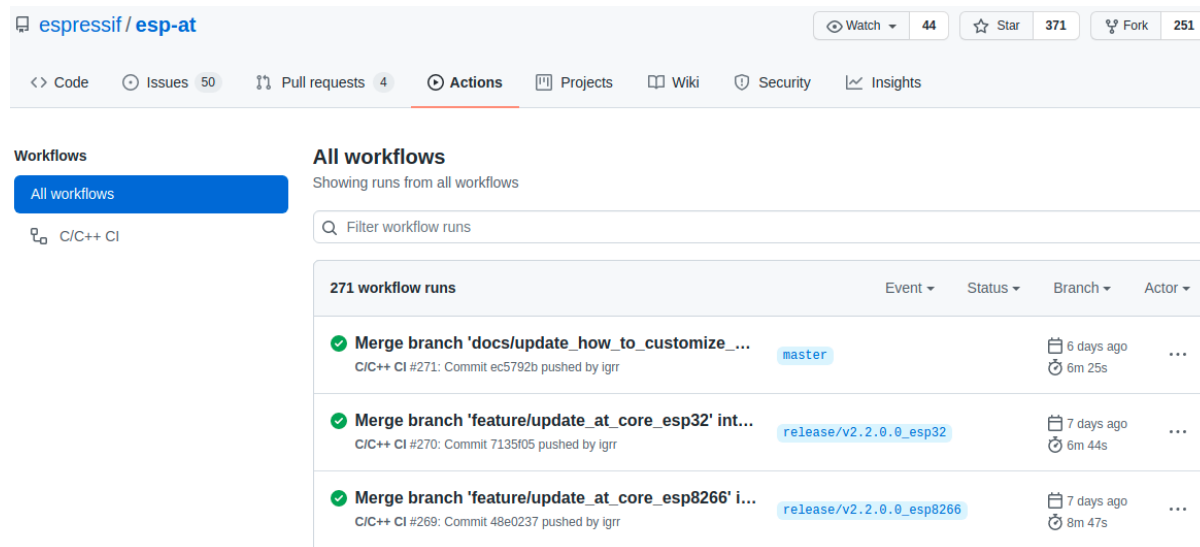 espressif / esp-at
Watch 44 Star 371 Fork 251
Code Issues 50 Pull requests 4 Actions Projects Wiki Security Insights
Workflows
All workflows
C/C++ CI
All workflows
Showing runs from all workflows
Filter workflow runs
271 workflow runs Event Status Branch Actor
Merge branch 'docs/update_how_to_customize_...
C/C++ CI #271: Commit ec5792b pushed by igrr
master
6 days ago
6m 25s
Merge branch 'feature/update_at_core_esp32' int...
C/C++ CI #270: Commit 7135f05 pushed by igrr
release/v2.2.0.0_esp32
7 days ago
6m 44s
Merge branch 'feature/update_at_core_esp8266' i...
C/C++ CI #269: Commit 48e0237 pushed by igrr
release/v2.2.0.0_esp8266
7 days ago
8m 47s